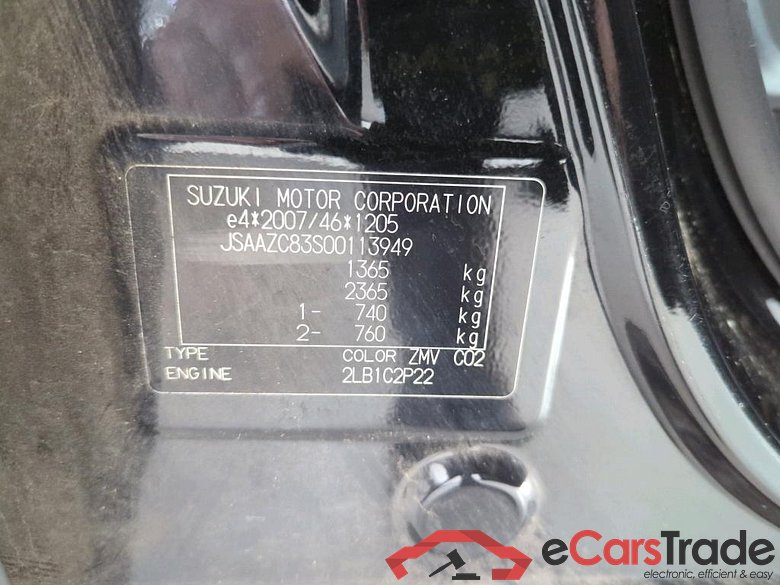 SUZUKI MOTOR CORPORATION
e4*2007/46*1205
JSAAZC83S00113949
1365 kg
2365 kg
1- 740 kg
2- 760 kg
TYPE COLOR ZMV CO2
ENGINE 2LB1C2P22
eCarsTrade
electronic, efficient & easy